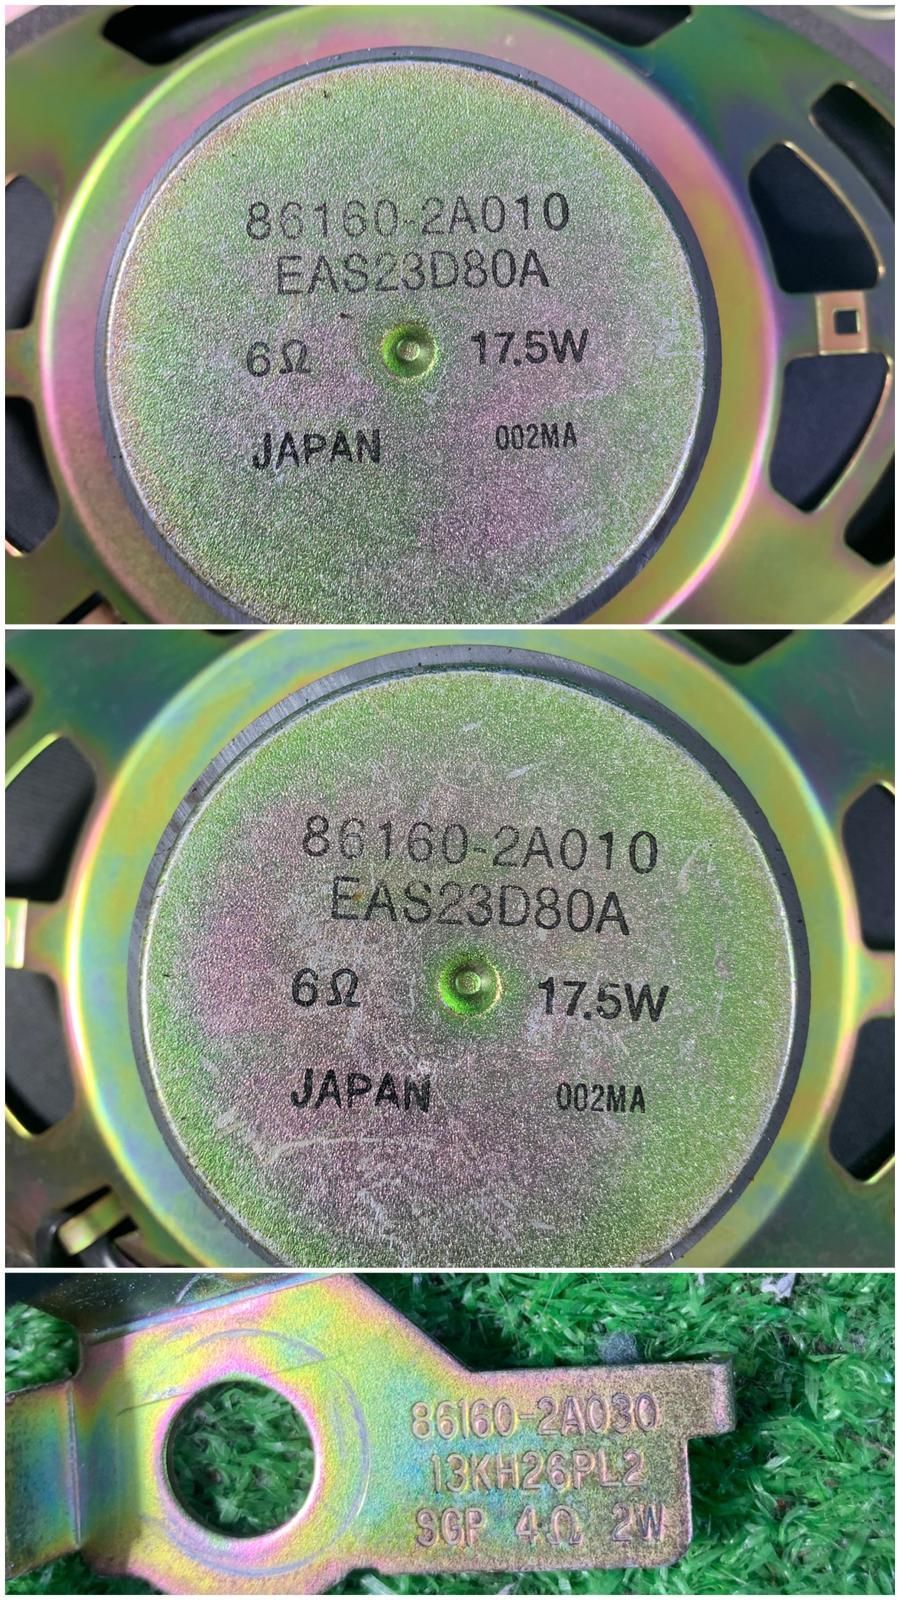 86160-2A010
EAS23D80A
6Ω 17.5W
JAPAN 002MA
86160-2A010
EAS23D80A
6Ω 17.5W
JAPAN 002MA
86160-2A030
13KH26PL2
SGP 4Ω 2W